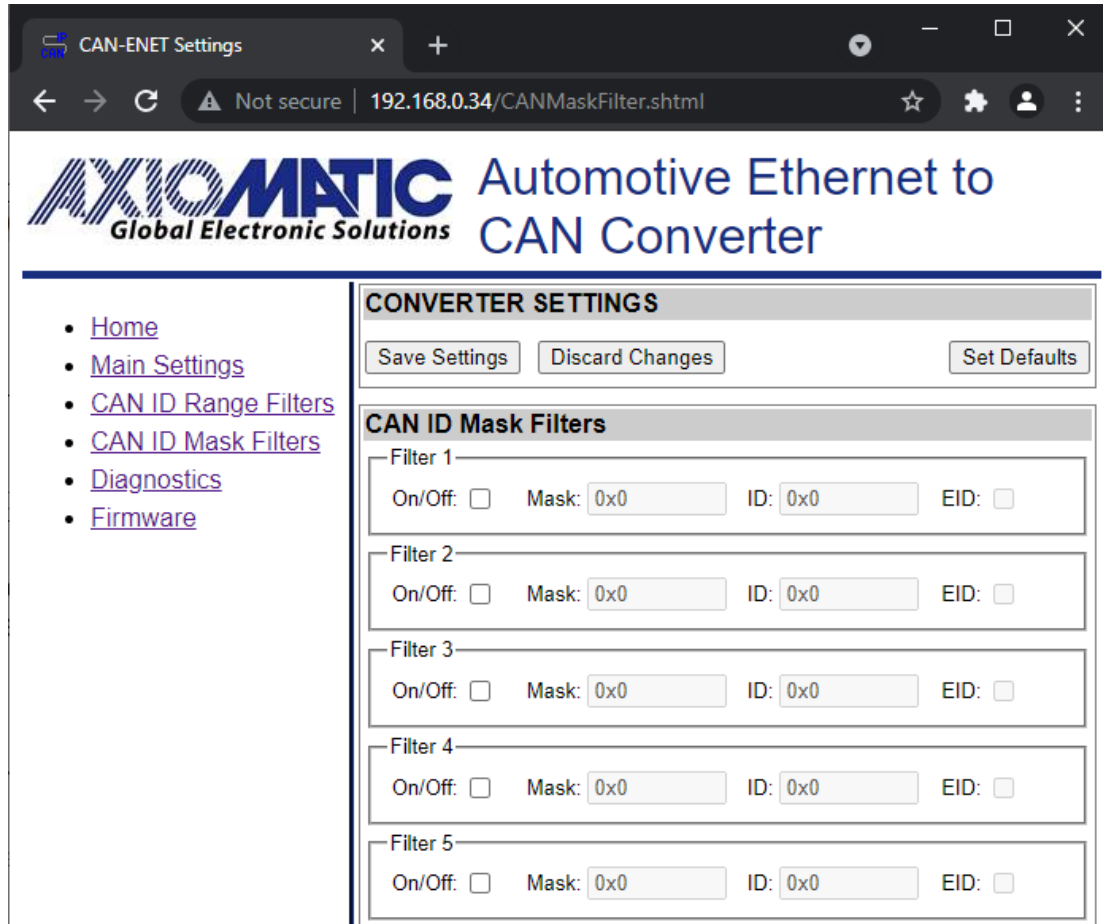 IP
CAN
CAN-ENET Settings
Not secure | 192.168.0.34/CANMaskFilter.shtml
AXIOMATIC
Global Electronic Solutions
Automotive Ethernet to
CAN Converter
• Home
• Main Settings
• CAN ID Range Filters
• CAN ID Mask Filters
• Diagnostics
• Firmware
CONVERTER SETTINGS
Save Settings Discard Changes Set Defaults
CAN ID Mask Filters
Filter 1
On/Off: Mask: 0x0 ID: 0x0 EID:
Filter 2
On/Off: Mask: 0x0 ID: 0x0 EID:
Filter 3
On/Off: Mask: 0x0 ID: 0x0 EID:
Filter 4
On/Off: Mask: 0x0 ID: 0x0 EID:
Filter 5
On/Off: Mask: 0x0 ID: 0x0 EID: